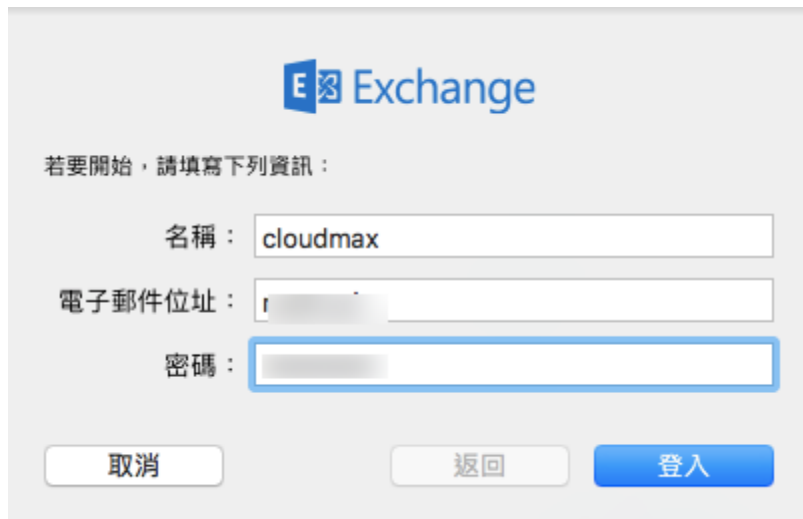 Exchange
若要開始，請填寫下列資訊：
名稱： cloudmax
電子郵件位址：
密碼：
取消 返回 登入